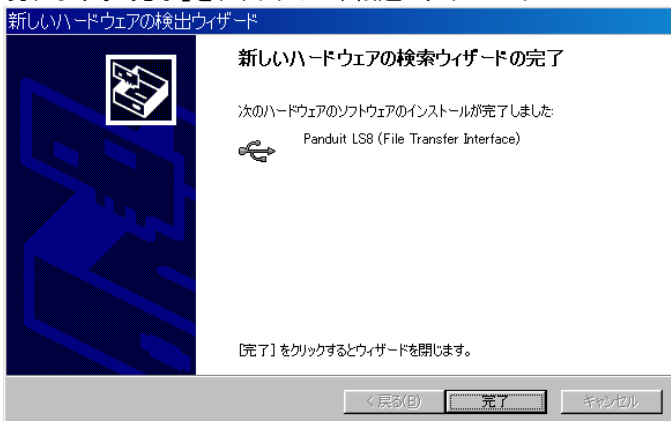 新しいハードウェアの検出ウィザード
新しいハードウェアの検索ウィザードの完了
次のハードウェアのソフトウェアのインストールが完了しました:
Panduit LS8 (File Transfer Interface)
[完了] をクリックするとウィザードを閉じます。
< 戻る(B)
完了
キャンセル